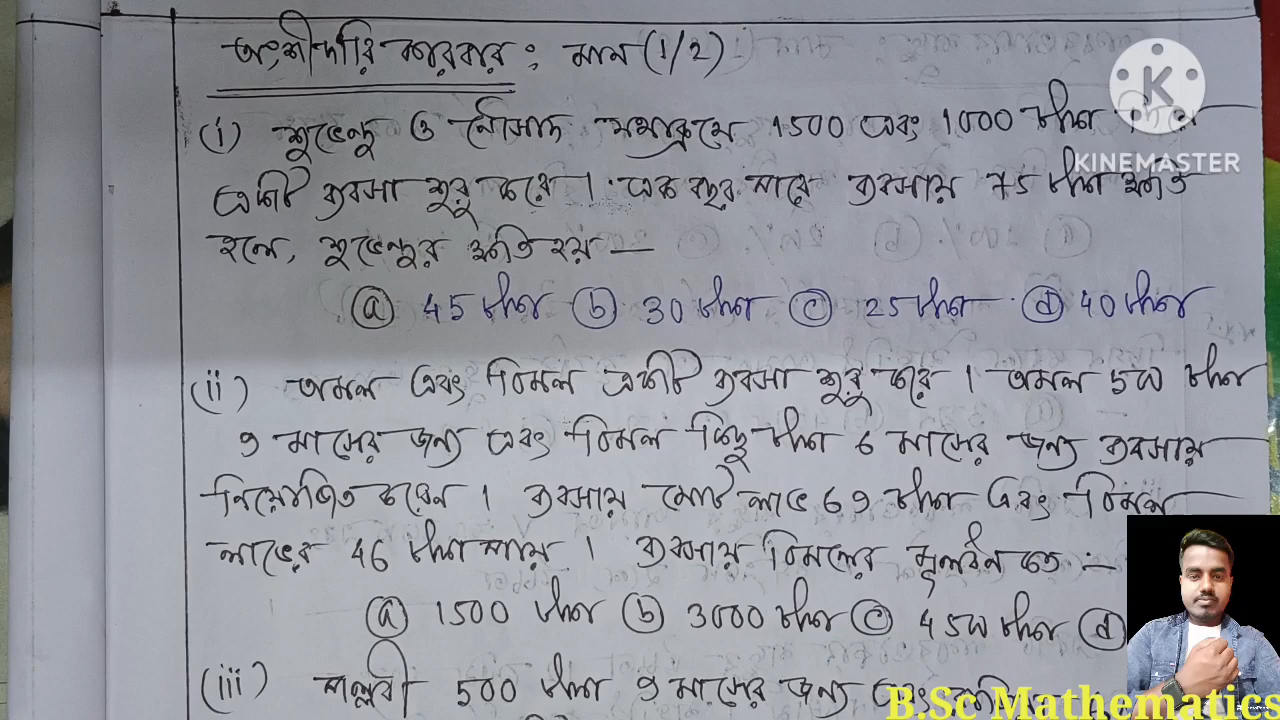 অংশীদারি কারবার : মান (1/2)
KINEMASTER
(i) শুভেন্দু ও নৌসাদ যথাক্রমে 1500 এবং 1000 টাকা দিয়ে
একটি ব্যবসা শুরু করে । এক বছর পরে ব্যবসায় 75 টাকা ক্ষতি
হলে, শুভেন্দুর ক্ষতি হয় —
(a) 45 টাকা (b) 30 টাকা (c) 25 টাকা (d) 40 টাকা
(ii) অমল এবং বিমল একটি ব্যবসা শুরু করে । অমল 500 টাকা
9 মাসের জন্য এবং বিমল কিছু টাকা 6 মাসের জন্য ব্যবসায়
নিয়োজিত করেন । ব্যবসায় মোট লাভ 69 টাকা এবং বিমল
লাভের 46 টাকা পায় । ব্যবসায় বিমলের মূলধন কত :—
(a) 1500 টাকা (b) 3000 টাকা (c) 4500 টাকা (d)
(iii) পল্লবী 500 টাকা 9 মাসের জন্য এবং
B.Sc Mathematics